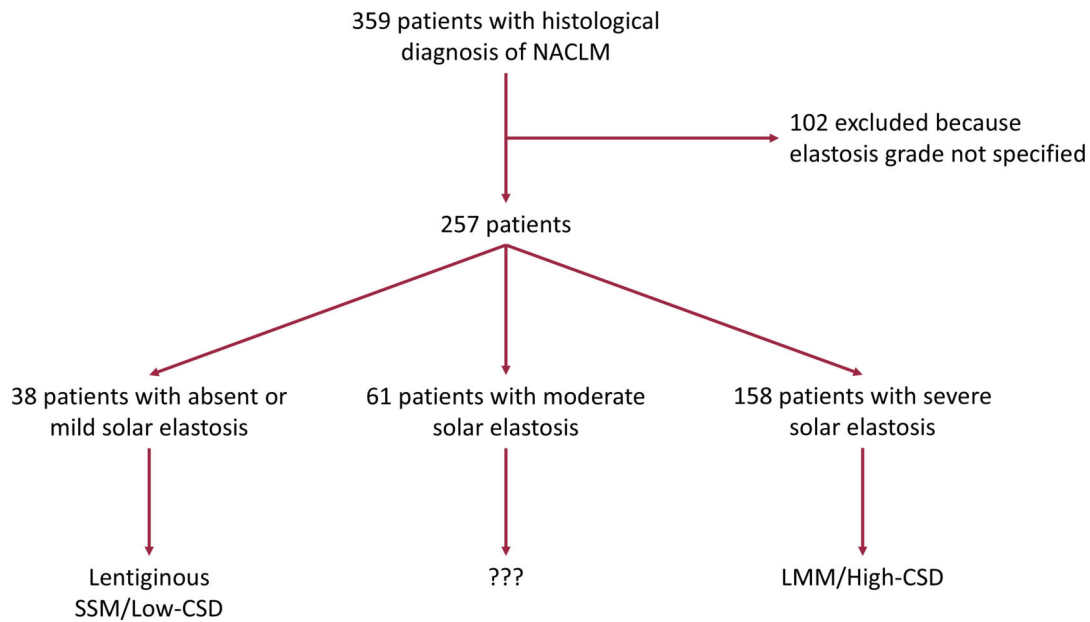 359 patients with histological
diagnosis of NACLM
102 excluded because
elastosis grade not specified
257 patients
38 patients with absent or
mild solar elastosis
61 patients with moderate
solar elastosis
158 patients with severe
solar elastosis
Lentiginous
SSM/Low-CSD
???
LMM/High-CSD